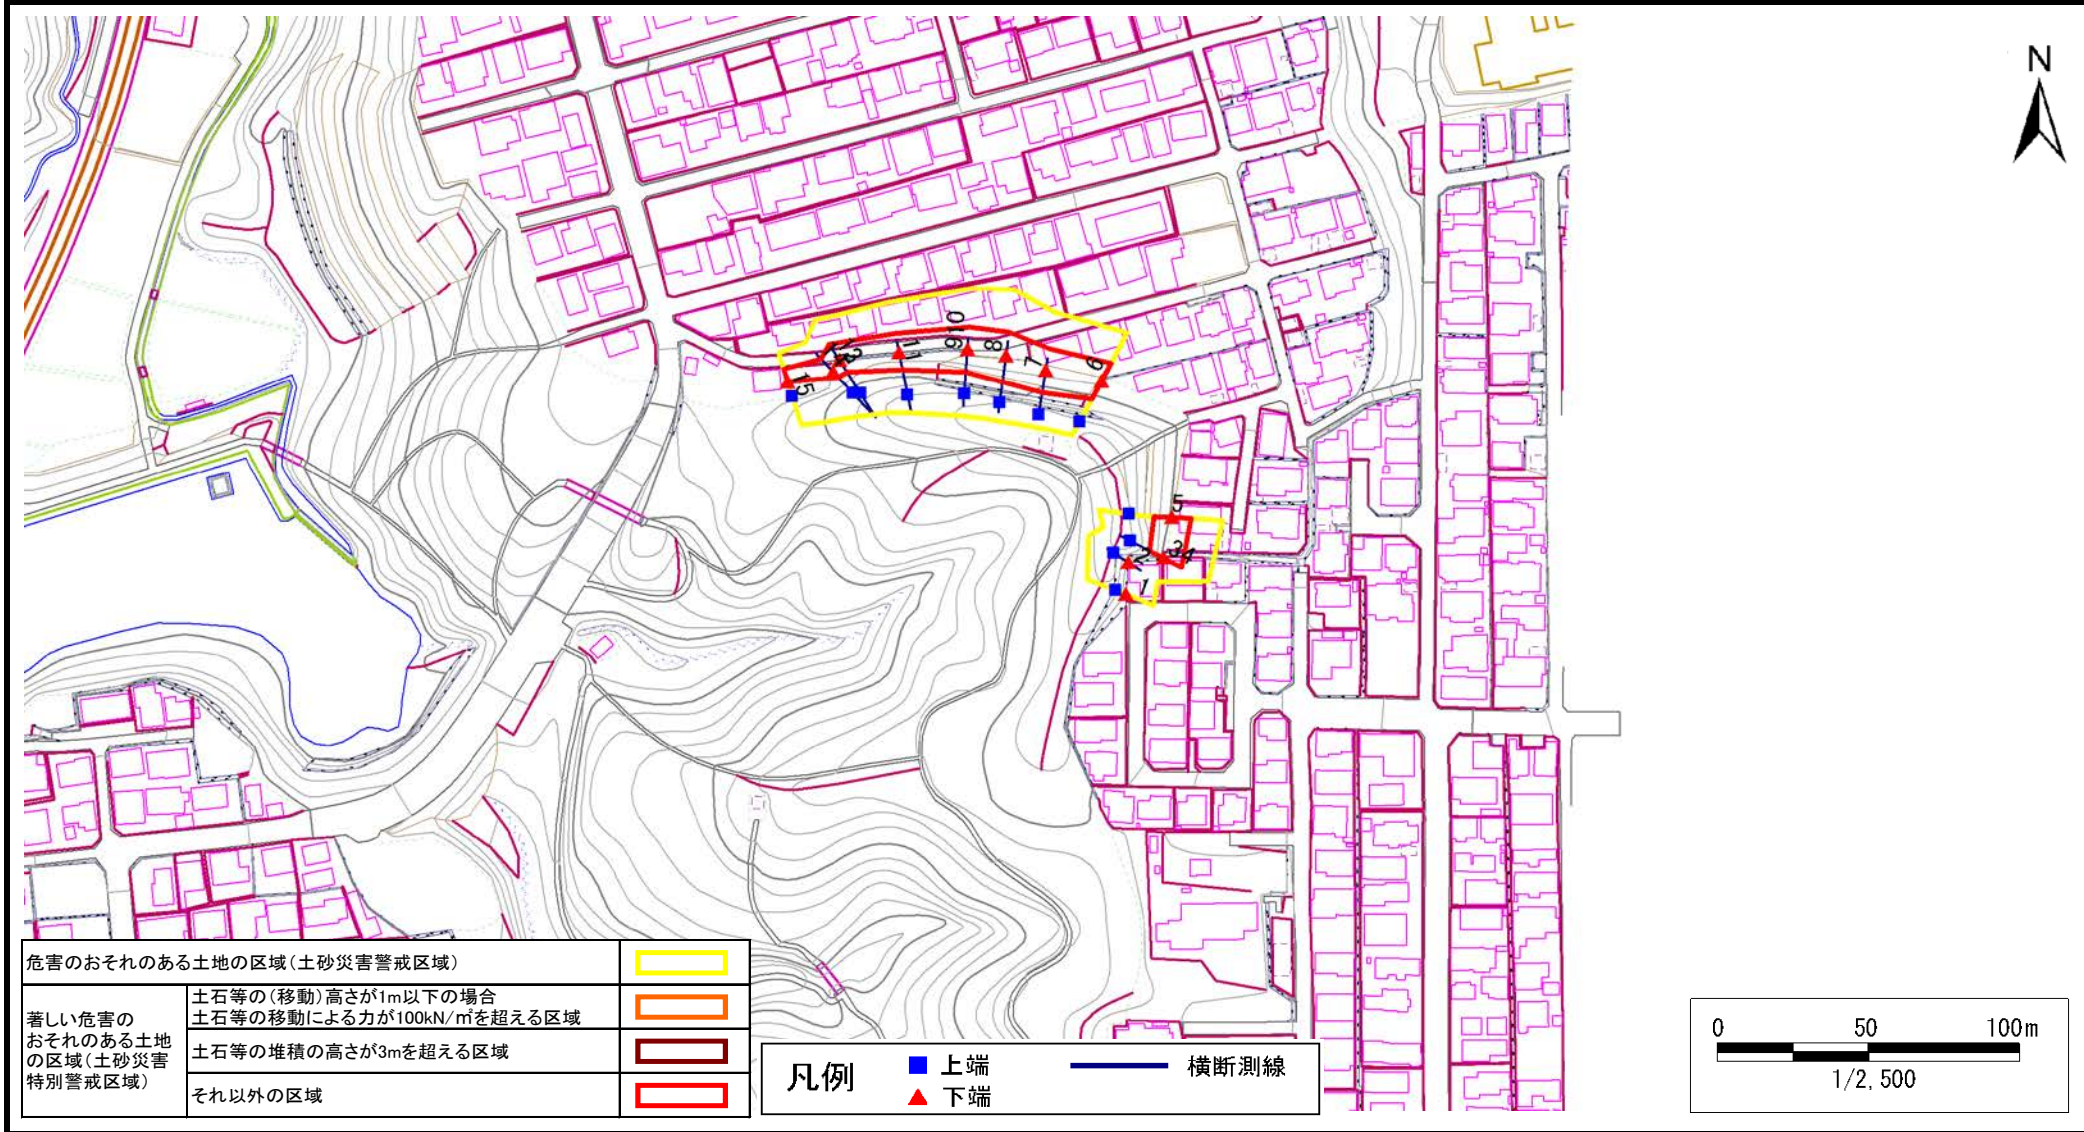 N
10
9
8
7
6
11
15
5
2
3
4
1
危害のおそれのある土地の区域(土砂災害警戒区域)
著しい危害の
おそれのある土地
の区域(土砂災害
特別警戒区域)
土石等の(移動)高さが1m以下の場合
土石等の移動による力が100kN/㎡を超える区域
土石等の堆積の高さが3mを超える区域
それ以外の区域
凡例
上端
下端
横断測線
0 50 100m
1/2,500